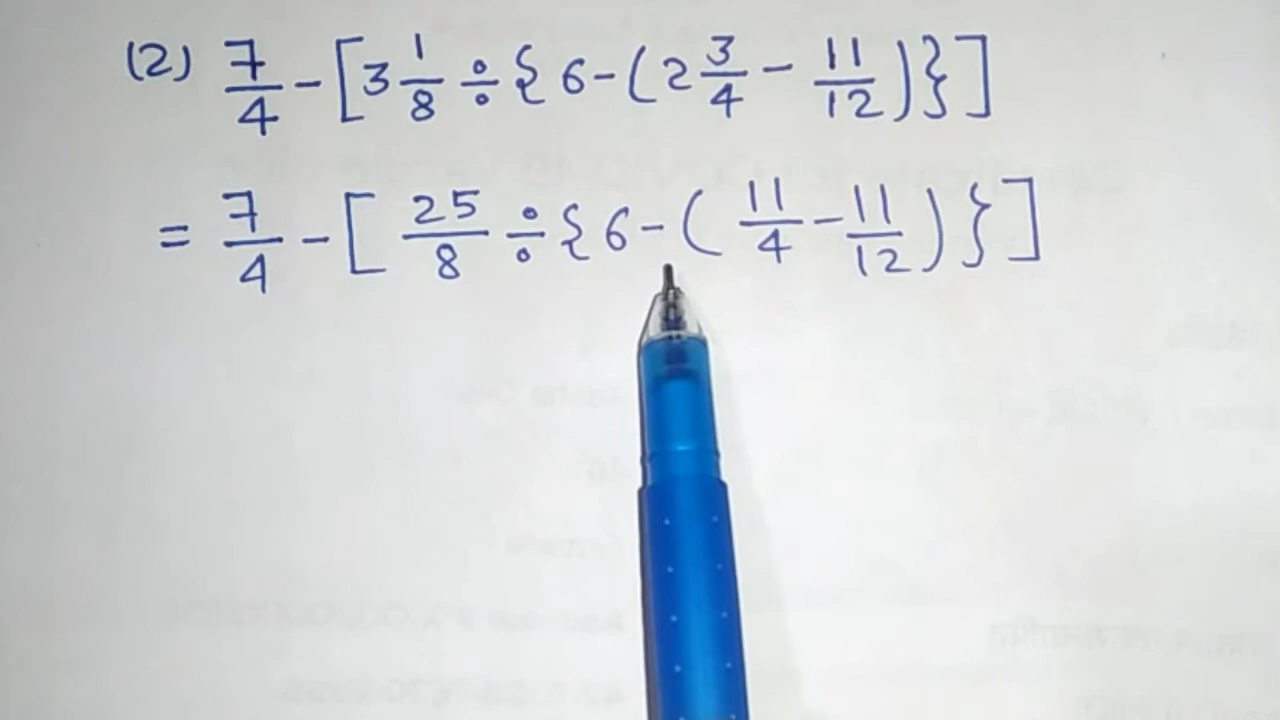 (2) 7/4 - [3 1/8 ÷ {6 - (2 3/4 - 11/12)}]
= 7/4 - [25/8 ÷ {6 - (11/4 - 11/12)}]